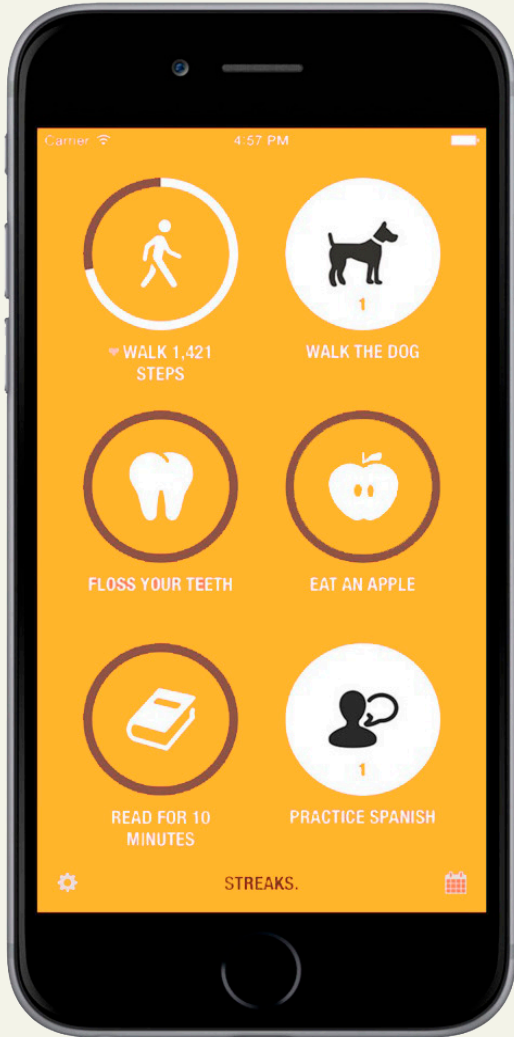 Carrier 4:57 PM
1
WALK 1,421
STEPS
WALK THE DOG
FLOSS YOUR TEETH
EAT AN APPLE
1
READ FOR 10
MINUTES
PRACTICE SPANISH
STREAKS.